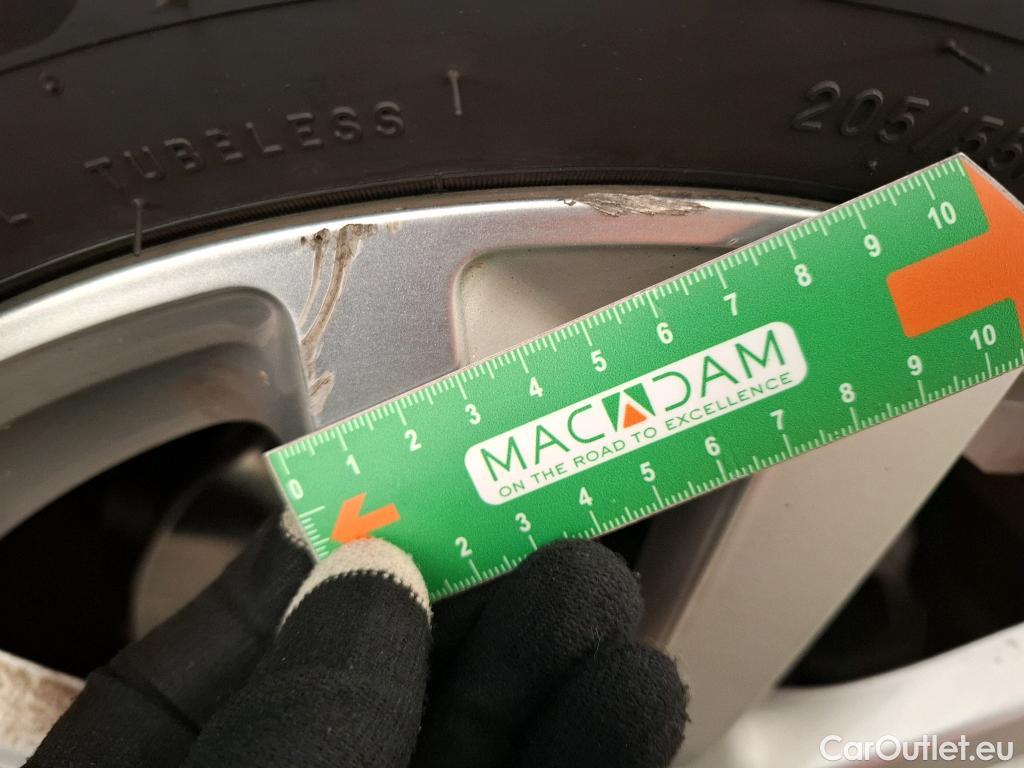 TUBELESS
205/55
0 1 2 3 4 5 6 7 8 9 10
MACADAM
ON THE ROAD TO EXCELLENCE
2 3 4 5 6 7 8 9 10
CarOutlet.eu